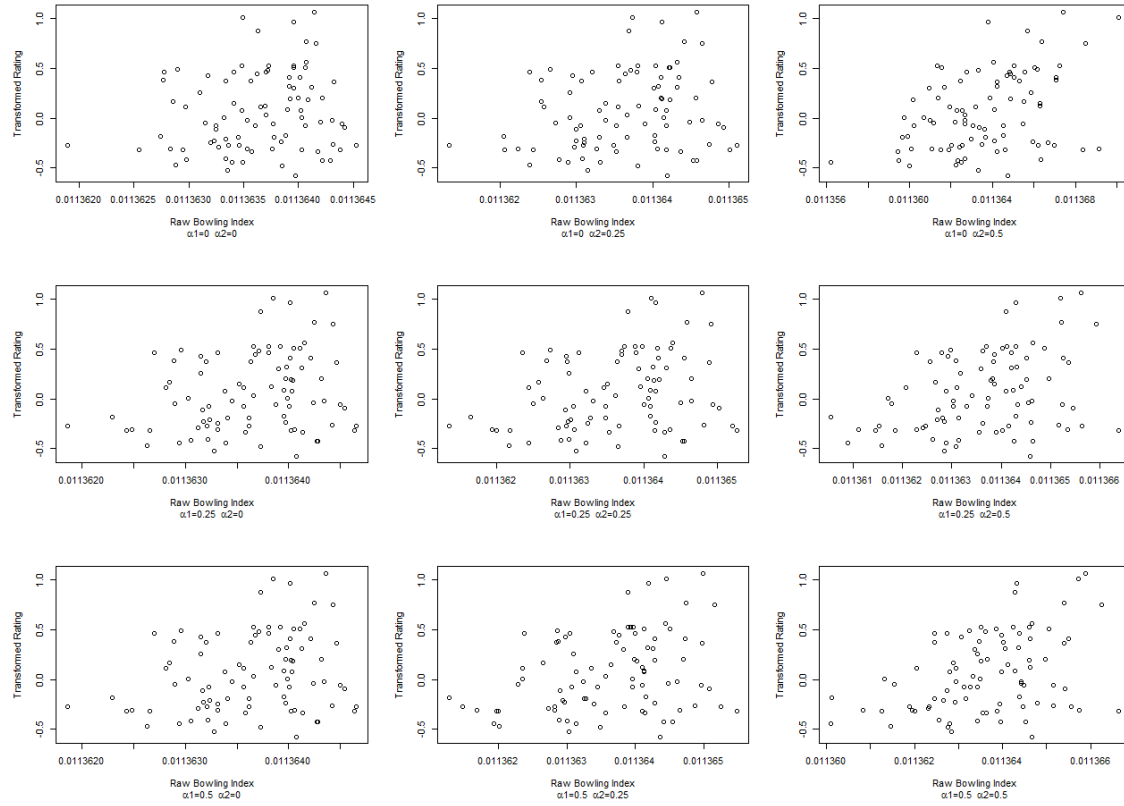 1.0
0.5
0.0
-0.5
Transformed Rating
0.0113620 0.0113625 0.0113630 0.0113635 0.0113640 0.0113645
Raw Bowling Index
α1=0 α2=0
1.0
0.5
0.0
-0.5
Transformed Rating
0.011362 0.011363 0.011364 0.011365
Raw Bowling Index
α1=0 α2=0.25
1.0
0.5
0.0
-0.5
Transformed Rating
0.011356 0.011360 0.011364 0.011368
Raw Bowling Index
α1=0 α2=0.5
1.0
0.5
0.0
-0.5
Transformed Rating
0.0113620 0.0113630 0.0113640
Raw Bowling Index
α1=0.25 α2=0
1.0
0.5
0.0
-0.5
Transformed Rating
0.011362 0.011363 0.011364 0.011365
Raw Bowling Index
α1=0.25 α2=0.25
1.0
0.5
0.0
-0.5
Transformed Rating
0.011361 0.011362 0.011363 0.011364 0.011365 0.011366
Raw Bowling Index
α1=0.25 α2=0.5
1.0
0.5
0.0
-0.5
Transformed Rating
0.0113620 0.0113630 0.0113640
Raw Bowling Index
α1=0.5 α2=0
1.0
0.5
0.0
-0.5
Transformed Rating
0.011362 0.011363 0.011364 0.011365
Raw Bowling Index
α1=0.5 α2=0.25
1.0
0.5
0.0
-0.5
Transformed Rating
0.011360 0.011362 0.011364 0.011366
Raw Bowling Index
α1=0.5 α2=0.5